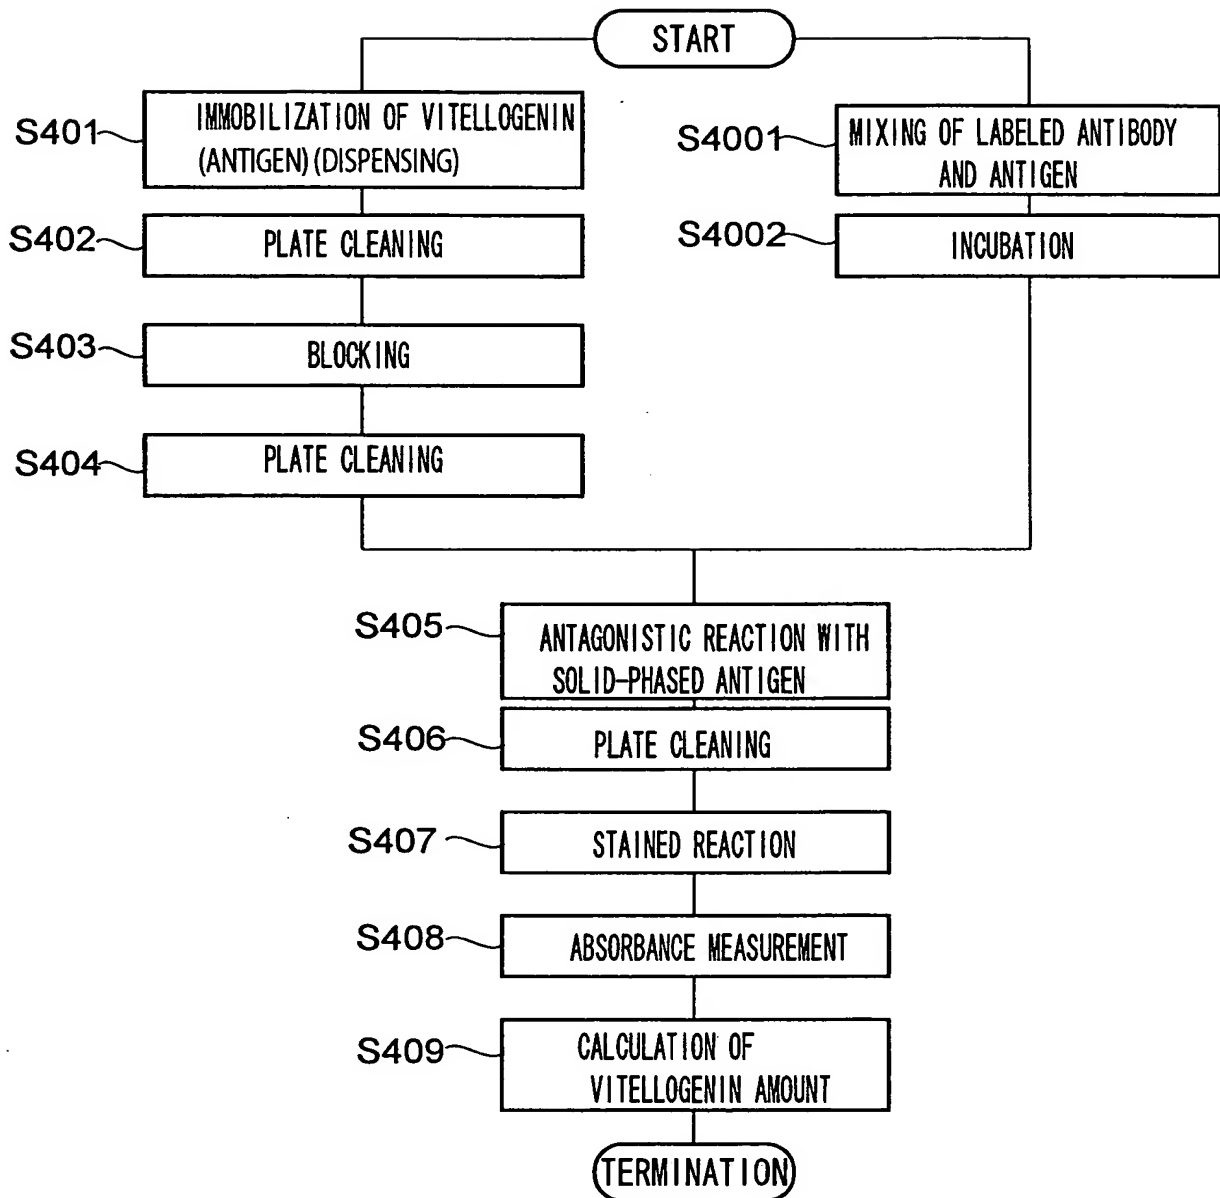 START
S401
IMMOBILIZATION OF VITELLOGENIN
(ANTIGEN) (DISPENSING)
S402
PLATE CLEANING
S403
BLOCKING
S404
PLATE CLEANING
S4001
MIXING OF LABELED ANTIBODY
AND ANTIGEN
S4002
INCUBATION
S405
ANTAGONISTIC REACTION WITH
SOLID-PHASED ANTIGEN
S406
PLATE CLEANING
S407
STAINED REACTION
S408
ABSORBANCE MEASUREMENT
S409
CALCULATION OF
VITELLOGENIN AMOUNT
TERMINATION